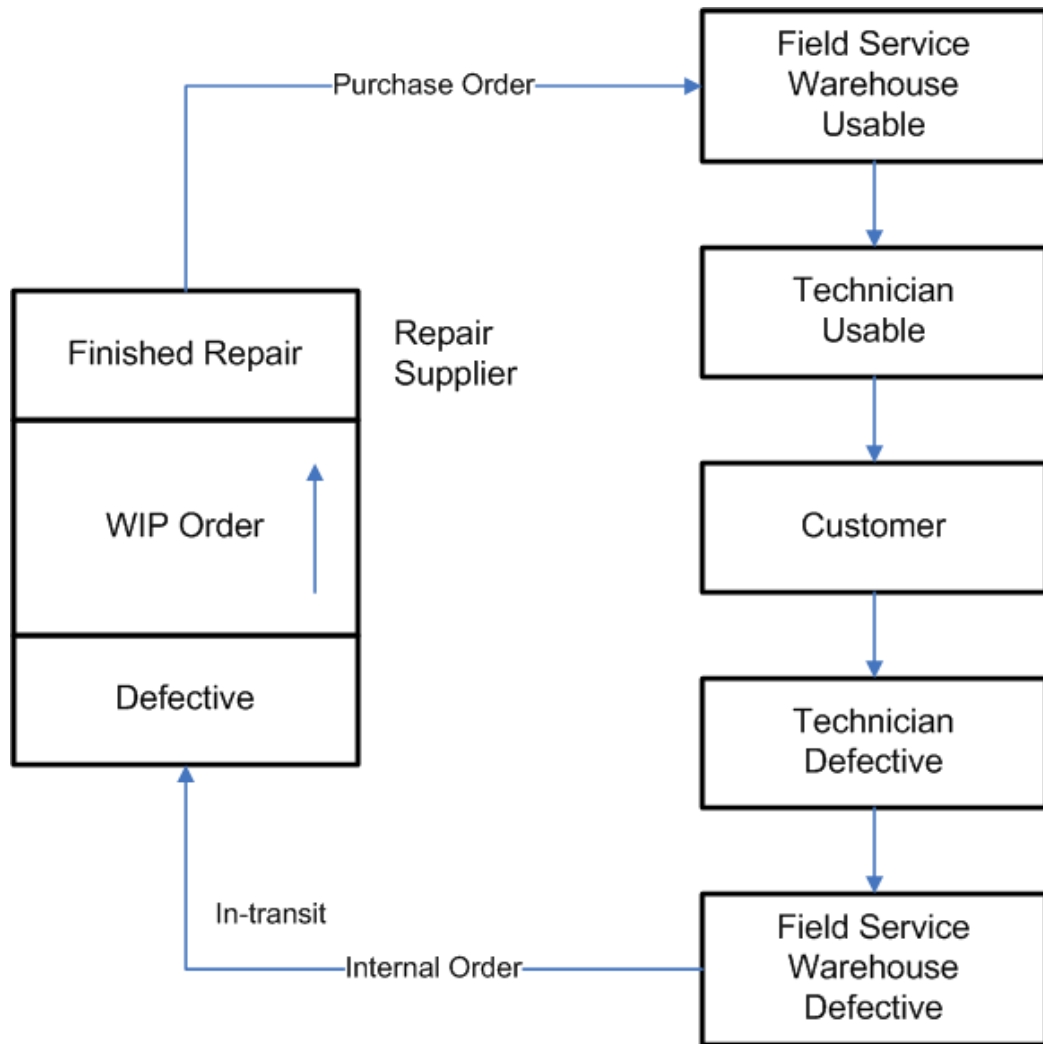 Field Service
Warehouse
Usable
Purchase Order
Technician
Usable
Finished Repair
Repair
Supplier
WIP Order
Customer
Defective
Technician
Defective
In-transit
Internal Order
Field Service
Warehouse
Defective